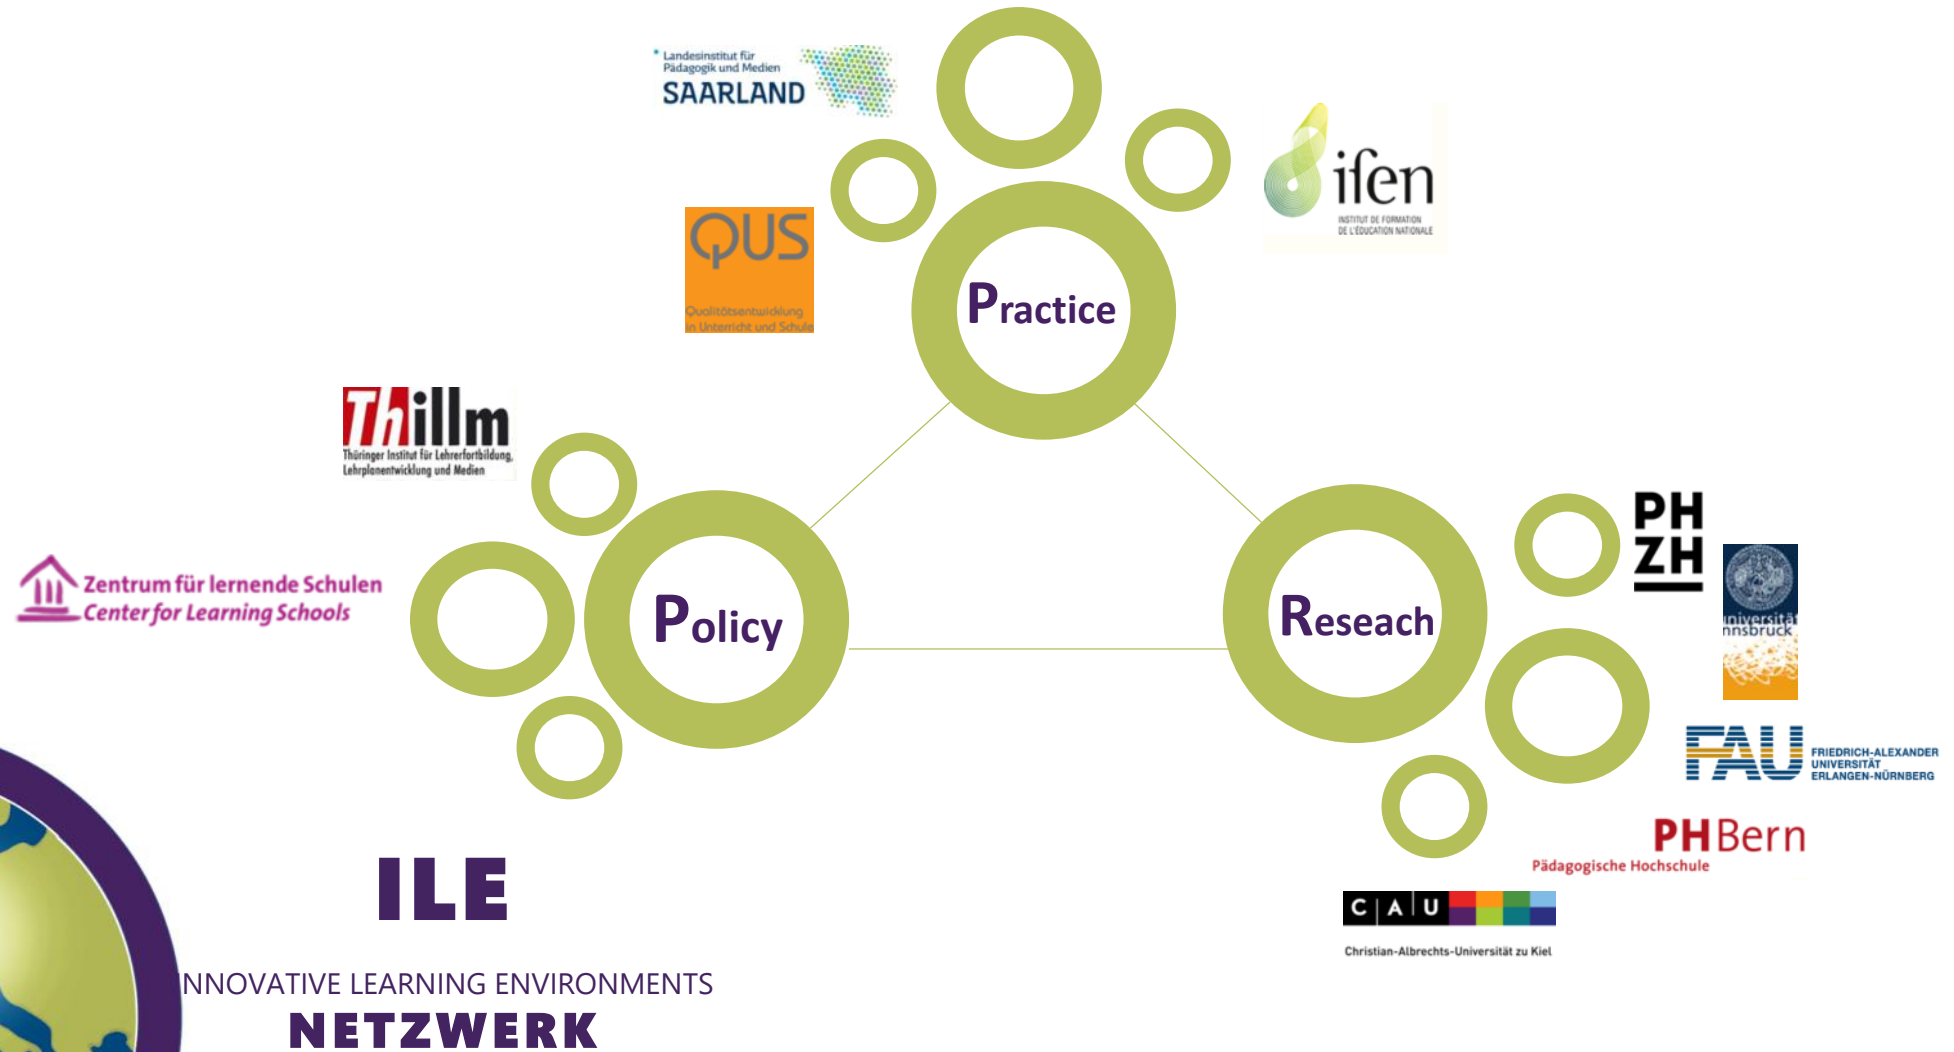 Landesinstitut für
Pädagogik und Medien
SAARLAND
ifen
INSTITUT DE FORMATION
DE L'ÉDUCATION NATIONALE
QUS
Qualitätsentwicklung
in Unterricht und Schule
Practice
Thillm
Thüringer Institut für Lehrerfortbildung,
Lehrplanentwicklung und Medien
Zentrum für lernende Schulen
Center for Learning Schools
Policy
Reseach
PH
ZH
universität
innsbruck
FAU
FRIEDRICH-ALEXANDER
UNIVERSITÄT
ERLANGEN-NÜRNBERG
PHBern
Pädagogische Hochschule
C|A|U
Christian-Albrechts-Universität zu Kiel
ILE
NNOVATIVE LEARNING ENVIRONMENTS
NETZWERK